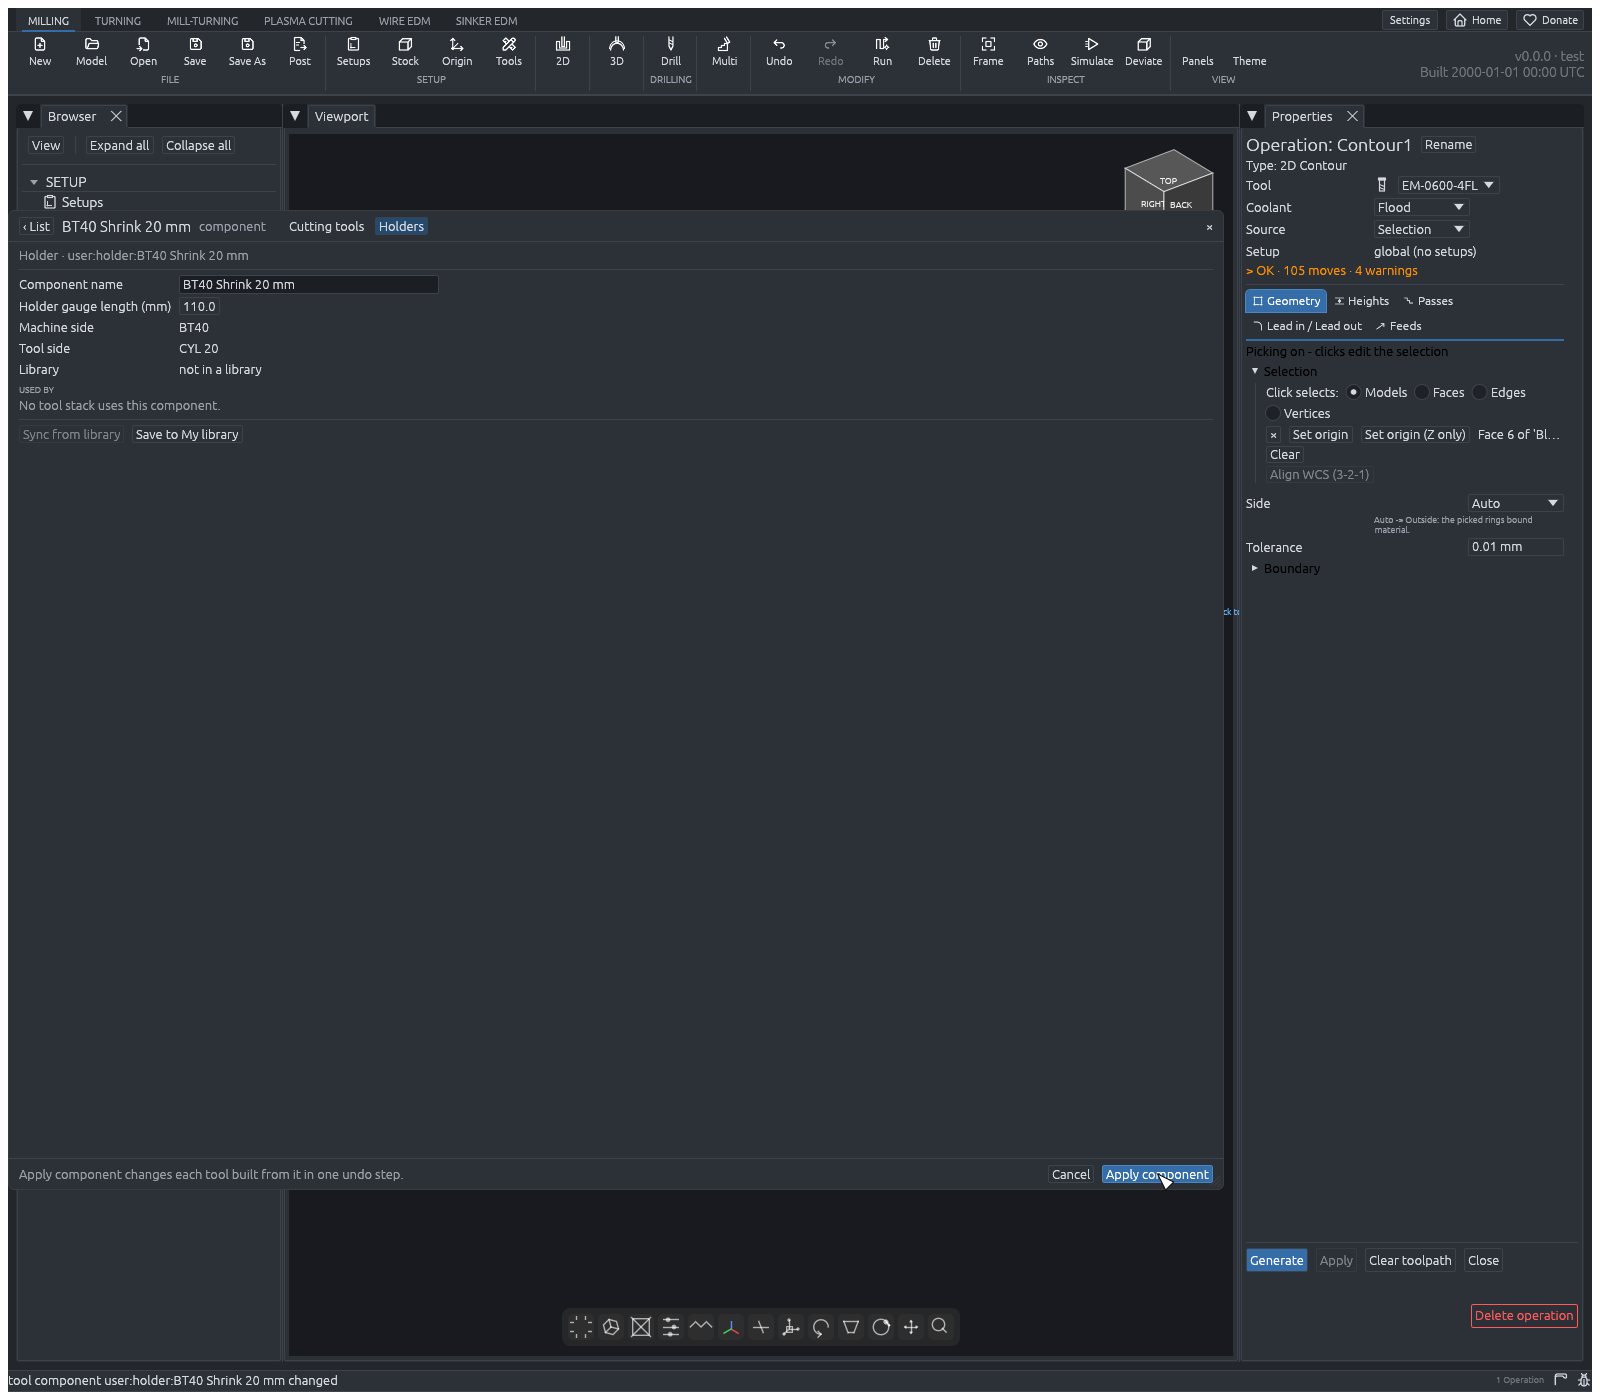 MILLING TURNING MILL-TURNING PLASMA CUTTING WIRE EDM SINKER EDM Settings Home Donate
New Model Open Save Save As Post Setups Stock Origin Tools 2D 3D Drill Multi Undo Redo Run Delete Frame Paths Simulate Deviate Panels Theme
FILE SETUP DRILLING MODIFY INSPECT VIEW
v0.0.0 · test
Built 2000-01-01 00:00 UTC
Browser Viewport Properties
View Expand all Collapse all
SETUP
Setups
TOP
RIGHT BACK
‹ List BT40 Shrink 20 mm component Cutting tools Holders ×
Holder · user:holder:BT40 Shrink 20 mm
Component name BT40 Shrink 20 mm
Holder gauge length (mm) 110.0
Machine side BT40
Tool side CYL 20
Library not in a library
USED BY
No tool stack uses this component.
Sync from library Save to My library
Apply component changes each tool built from it in one undo step. Cancel Apply component
ck to
Operation: Contour1 Rename
Type: 2D Contour
Tool EM-0600-4FL
Coolant Flood
Source Selection
Setup global (no setups)
> OK · 105 moves · 4 warnings
Geometry Heights Passes
Lead in / Lead out Feeds
Picking on - clicks edit the selection
Selection
Click selects: Models Faces Edges
Vertices
× Set origin Set origin (Z only) Face 6 of 'Bl…
Clear
Align WCS (3-2-1)
Side Auto
Auto -> Outside: the picked rings bound
material.
Tolerance 0.01 mm
Boundary
Generate Apply Clear toolpath Close
Delete operation
tool component user:holder:BT40 Shrink 20 mm changed 1 Operation